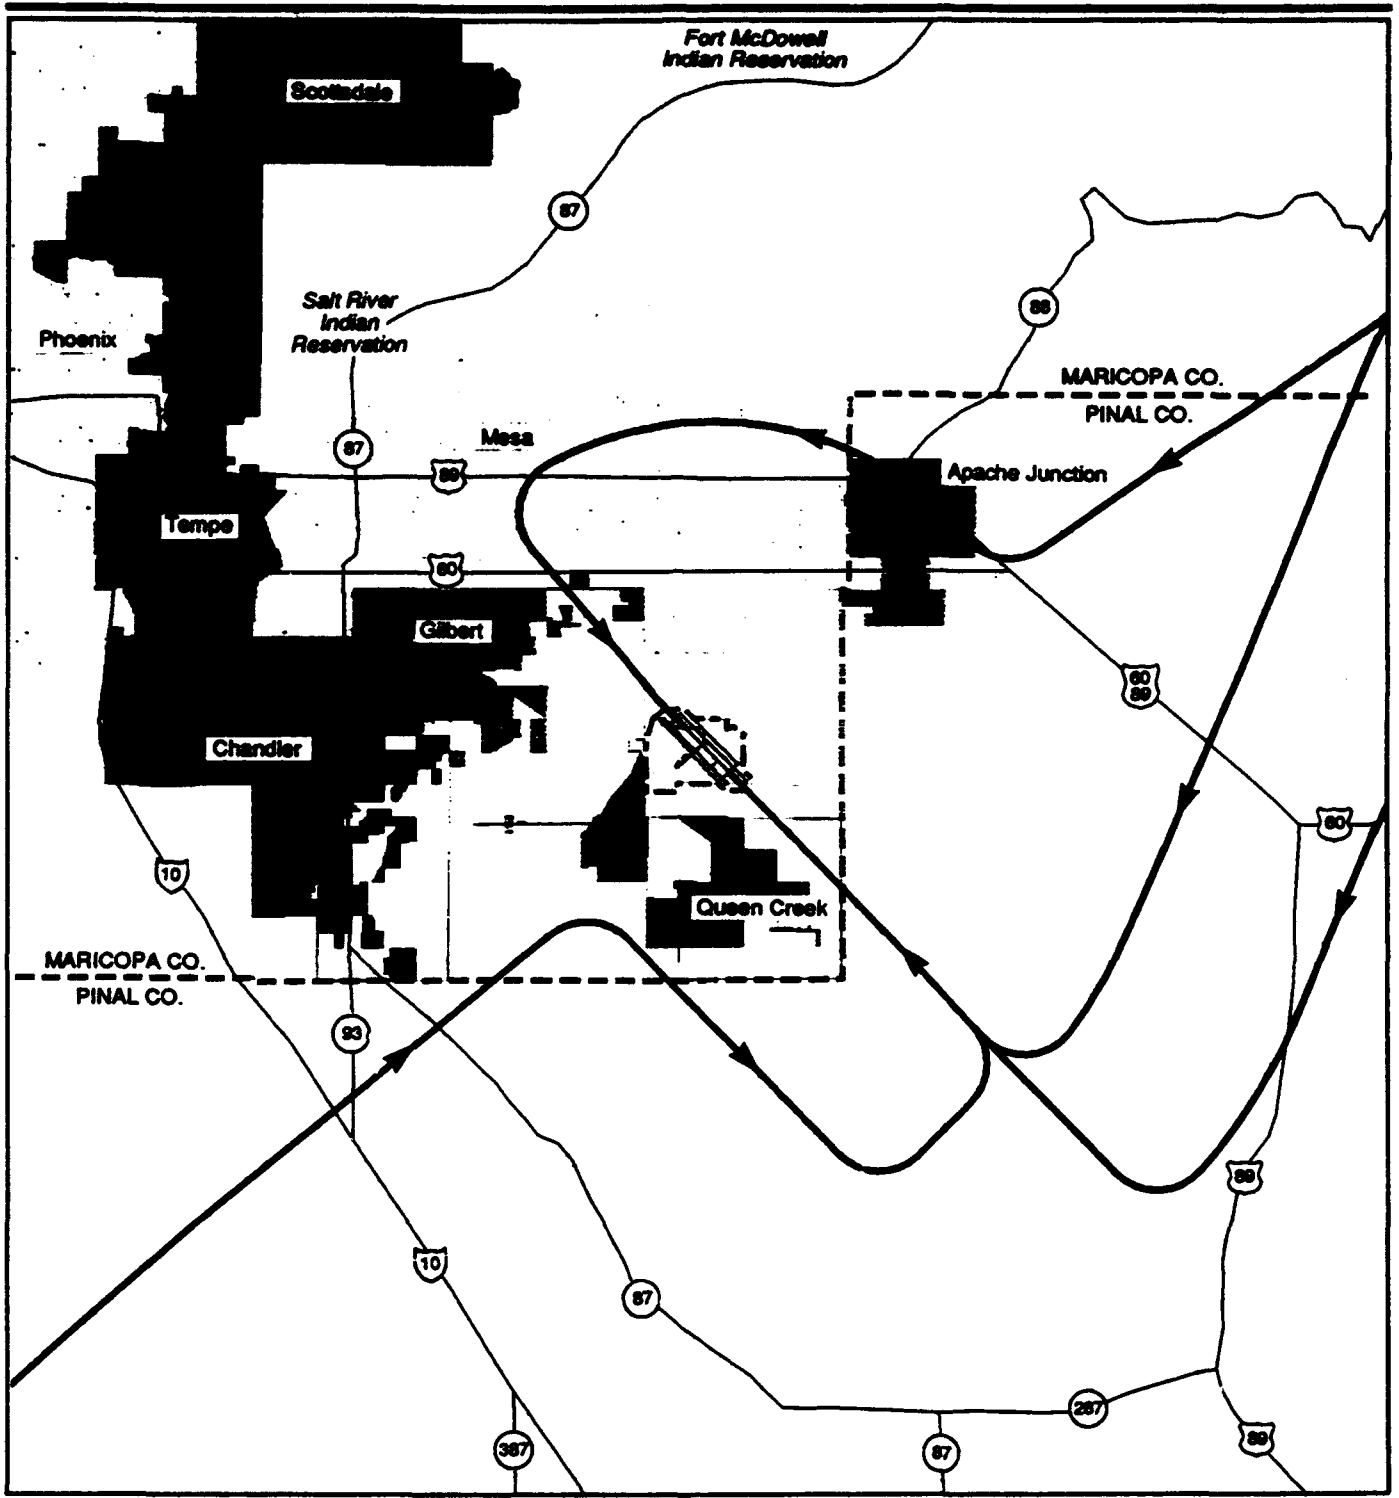 Fort McDowell
Indian Reservation
Scottsdale
87
Salt River
Indian
Reservation
88
Phoenix
MARICOPA CO.
PINAL CO.
Mesa
87
89
Apache Junction
Tempe
60
Gilbert
60
89
Chandler
60
10
Queen Creek
MARICOPA CO.
PINAL CO.
93
89
10
87
287
387
87
89